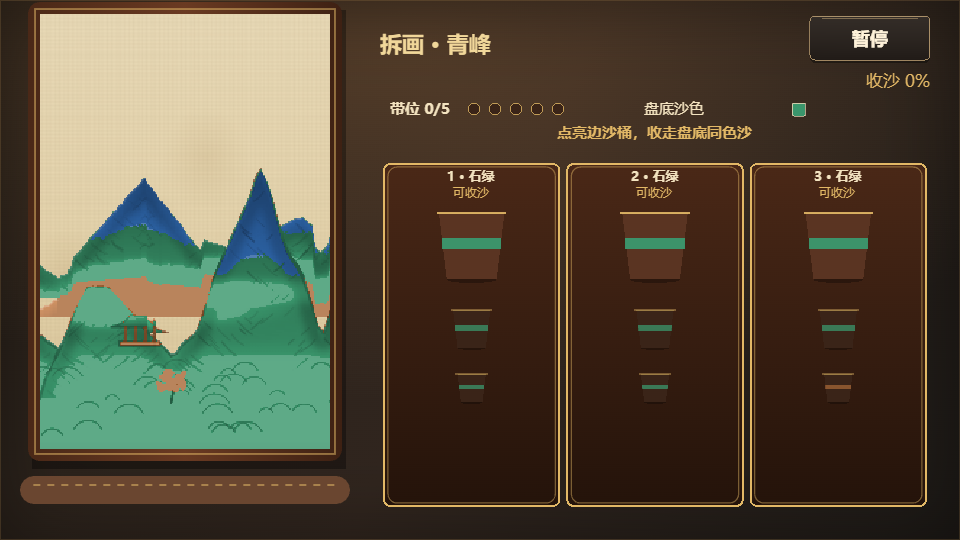 拆画·青峰
暂停
收沙 0%
带位 0/5
盘底沙色
点亮边沙桶，收走盘底同色沙
1·石绿
可收沙
2·石绿
可收沙
3·石绿
可收沙